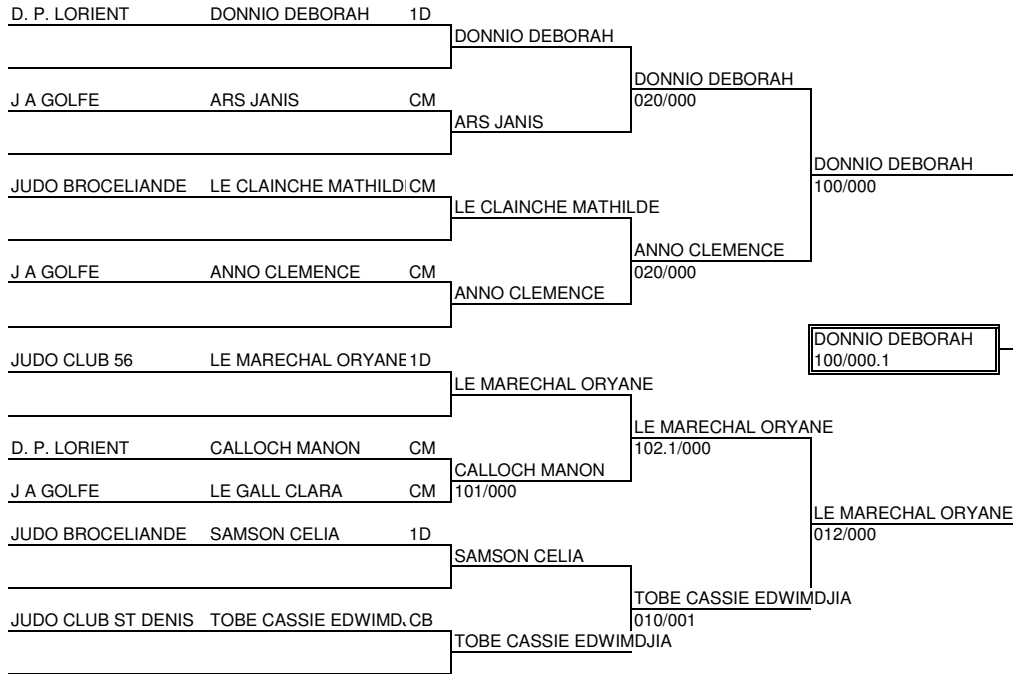 D. P. LORIENT DONNIO DEBORAH 1D
DONNIO DEBORAH
DONNIO DEBORAH
020/000
J A GOLFE ARS JANIS CM
ARS JANIS
DONNIO DEBORAH
100/000
JUDO BROCELIANDE LE CLAINCHE MATHILD CM
LE CLAINCHE MATHILDE
ANNO CLEMENCE
020/000
J A GOLFE ANNO CLEMENCE CM
ANNO CLEMENCE
DONNIO DEBORAH
100/000.1
JUDO CLUB 56 LE MARECHAL ORYANE 1D
LE MARECHAL ORYANE
LE MARECHAL ORYANE
102.1/000
D. P. LORIENT CALLOCH MANON CM
CALLOCH MANON
101/000
J A GOLFE LE GALL CLARA CM
LE MARECHAL ORYANE
012/000
JUDO BROCELIANDE SAMSON CELIA 1D
SAMSON CELIA
TOBE CASSIE EDWIMDJIA
010/001
JUDO CLUB ST DENIS TOBE CASSIE EDWIMD CB
TOBE CASSIE EDWIMDJIA